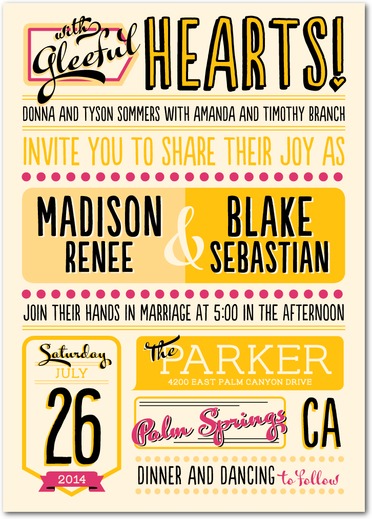 with
Gleeful
HEARTS!
DONNA AND TYSON SOMMERS WITH AMANDA AND TIMOTHY BRANCH
INVITE YOU TO SHARE THEIR JOY AS
MADISON
RENEE
&
BLAKE
SEBASTIAN
JOIN THEIR HANDS IN MARRIAGE AT 5:00 IN THE AFTERNOON
Saturday
JULY
26
2014
The
PARKER
4200 EAST PALM CANYON DRIVE
Palm Springs
CA
DINNER AND DANCING to follow